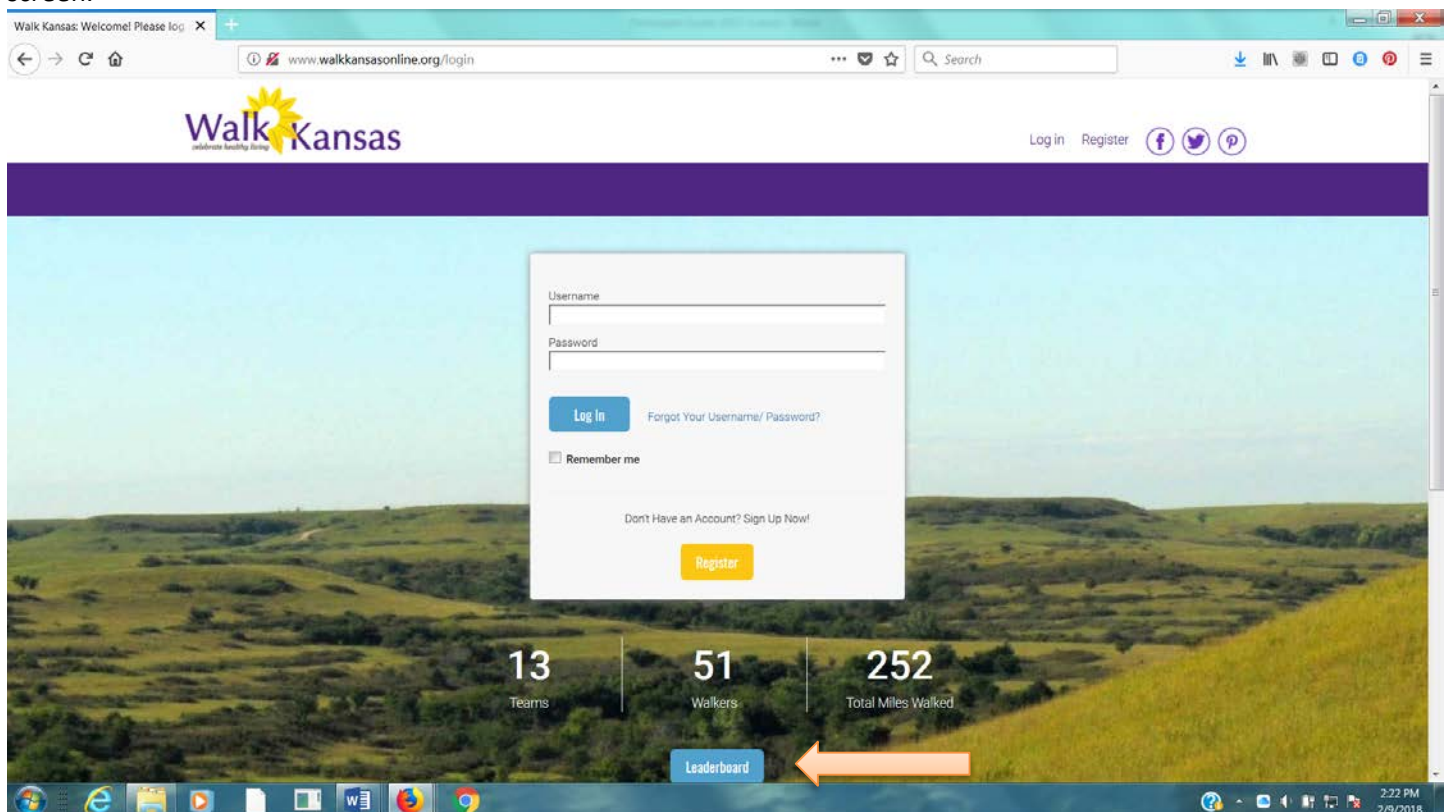 screen.
Walk Kansas: Welcome! Please log
www.walkkansasonline.org/login
Search
Walk Kansas
celebrate healthy living
Log in Register
Username
Password
Log In Forgot Your Username/ Password?
Remember me
Don't Have an Account? Sign Up Now!
Register
13 51 252
Teams Walkers Total Miles Walked
Leaderboard
2:22 PM
2/9/2018